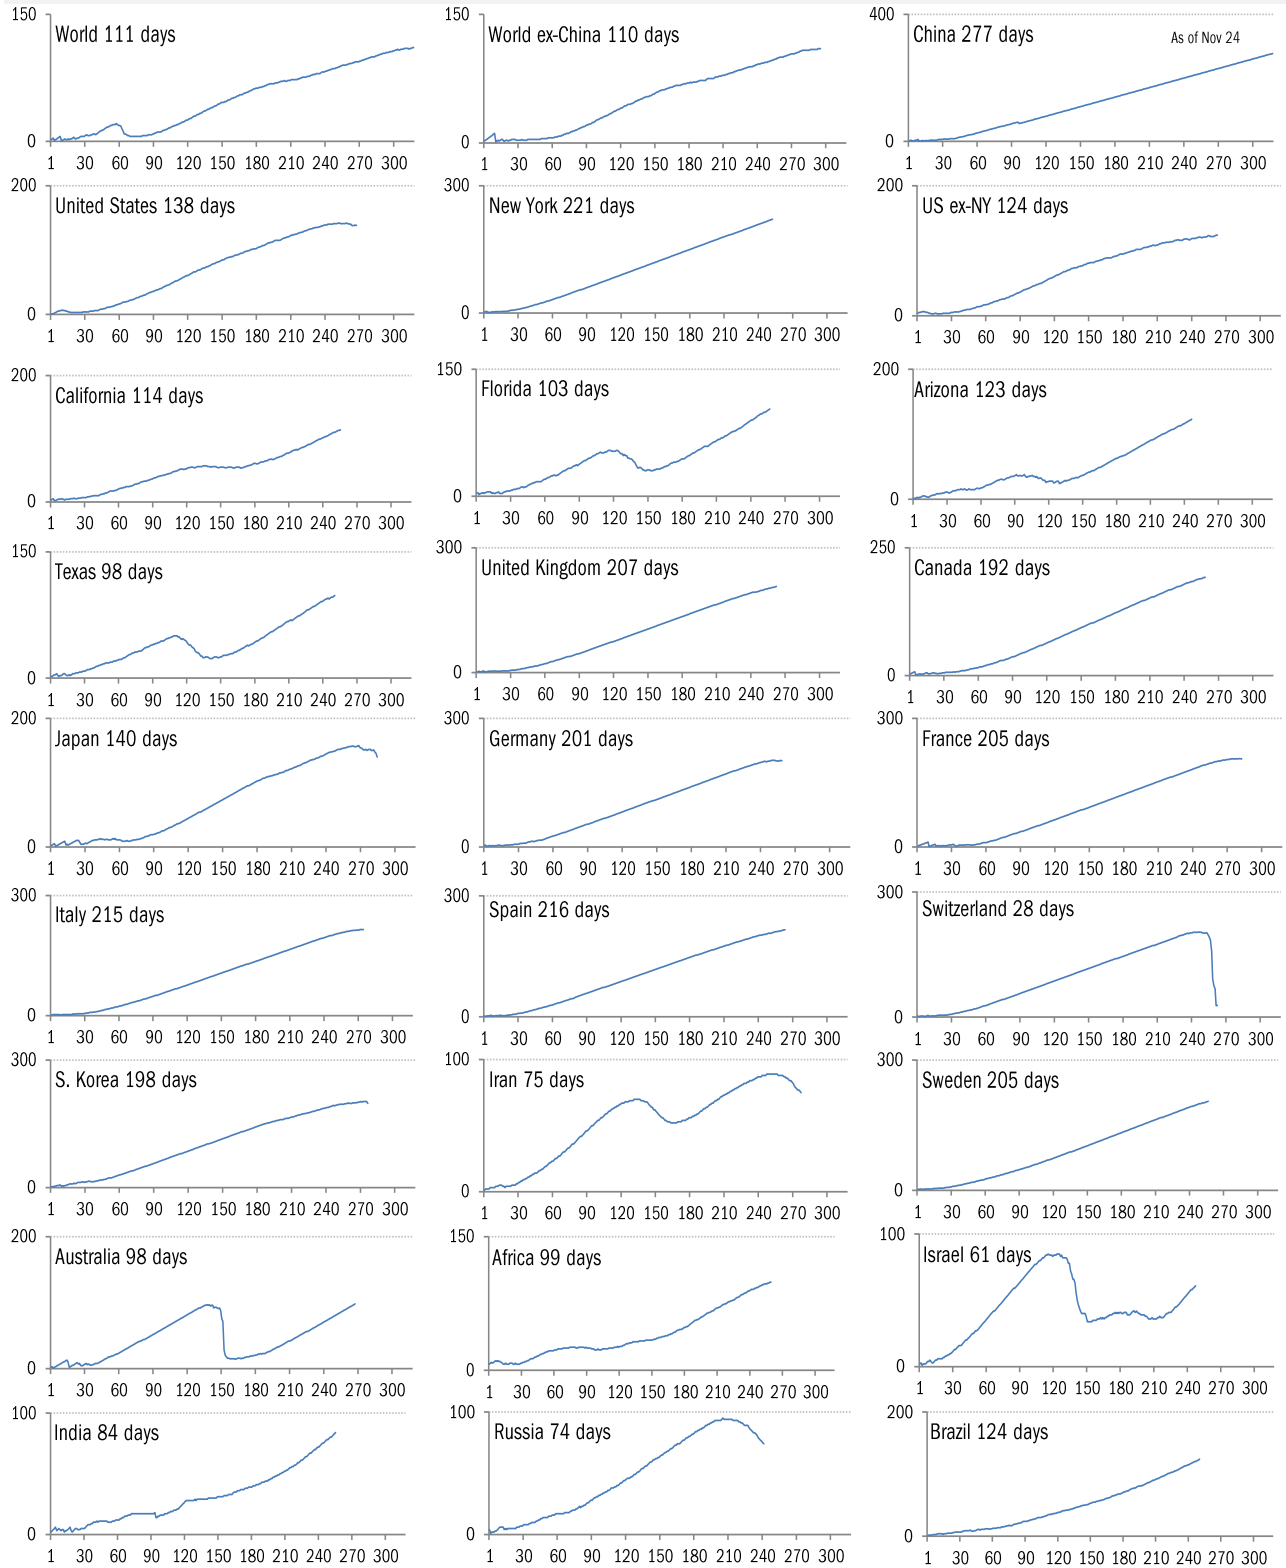 150
World 111 days
0
1 30 60 90 120 150 180 210 240 270 300
150
World ex-China 110 days
0
1 30 60 90 120 150 180 210 240 270 300
400
China 277 days
As of Nov 24
0
1 30 60 90 120 150 180 210 240 270 300
200
United States 138 days
0
1 30 60 90 120 150 180 210 240 270 300
300
New York 221 days
0
1 30 60 90 120 150 180 210 240 270 300
200
US ex-NY 124 days
0
1 30 60 90 120 150 180 210 240 270 300
200
California 114 days
0
1 30 60 90 120 150 180 210 240 270 300
150
Florida 103 days
0
1 30 60 90 120 150 180 210 240 270 300
200
Arizona 123 days
0
1 30 60 90 120 150 180 210 240 270 300
150
Texas 98 days
0
1 30 60 90 120 150 180 210 240 270 300
300
United Kingdom 207 days
0
1 30 60 90 120 150 180 210 240 270 300
250
Canada 192 days
0
1 30 60 90 120 150 180 210 240 270 300
200
Japan 140 days
0
1 30 60 90 120 150 180 210 240 270 300
300
Germany 201 days
0
1 30 60 90 120 150 180 210 240 270 300
300
France 205 days
0
1 30 60 90 120 150 180 210 240 270 300
300
Italy 215 days
0
1 30 60 90 120 150 180 210 240 270 300
300
Spain 216 days
0
1 30 60 90 120 150 180 210 240 270 300
300
Switzerland 28 days
0
1 30 60 90 120 150 180 210 240 270 300
300
S. Korea 198 days
0
1 30 60 90 120 150 180 210 240 270 300
100
Iran 75 days
0
1 30 60 90 120 150 180 210 240 270 300
300
Sweden 205 days
0
1 30 60 90 120 150 180 210 240 270 300
200
Australia 98 days
0
1 30 60 90 120 150 180 210 240 270 300
150
Africa 99 days
0
1 30 60 90 120 150 180 210 240 270 300
100
Israel 61 days
0
1 30 60 90 120 150 180 210 240 270 300
100
India 84 days
0
1 30 60 90 120 150 180 210 240 270 300
100
Russia 74 days
0
1 30 60 90 120 150 180 210 240 270 300
200
Brazil 124 days
0
1 30 60 90 120 150 180 210 240 270 300